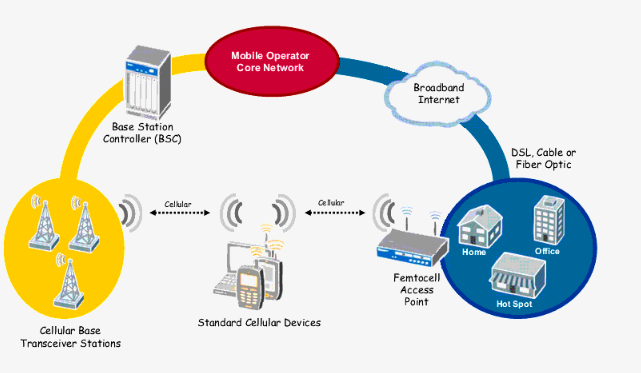 Mobile Operator
Core Network
Broadband
Internet
Base Station
Controller (BSC)
DSL, Cable or
Fiber Optic
Cellular
Cellular
Home
Office
Hot Spot
Femtocell
Access
Point
Standard Cellular Devices
Cellular Base
Transceiver Stations